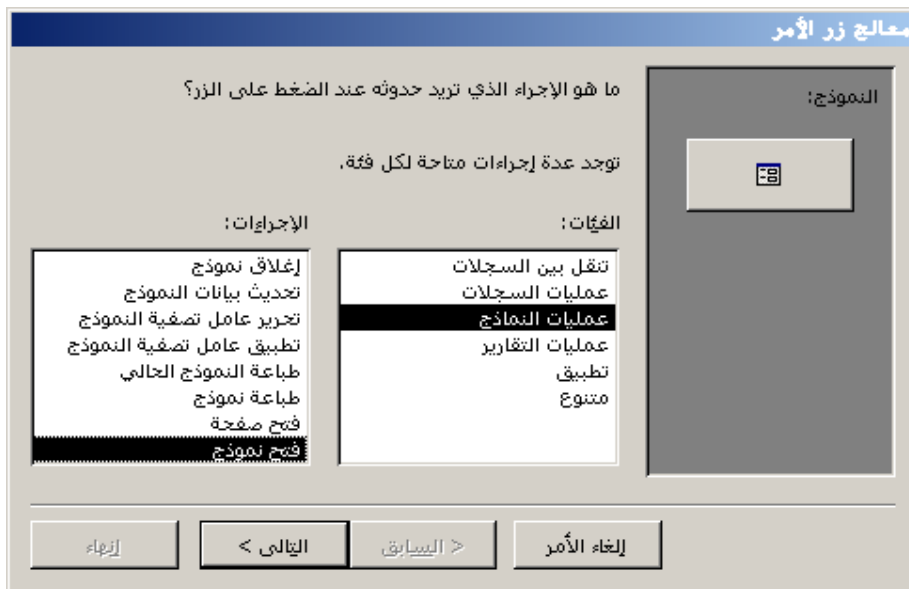 معالج زر الأمر
النموذج:
ما هو الإجراء الذي تريد حدوثه عند الضغط على الزر؟
توجد عدة إجراءات متاحة لكل فئة.
الفئات:
تنقل بين السجلات
عمليات السجلات
عمليات النماذج
عمليات التقارير
تطبيق
متنوع
الإجراءات:
إغلاق نموذج
تحديث بيانات النموذج
تحرير عامل تصفية النموذج
تطبيق عامل تصفية النموذج
طباعة النموذج الحالي
طباعة نموذج
فتح صفحة
فتح نموذج
إلغاء الأمر
< السابق
التالي >
إنهاء